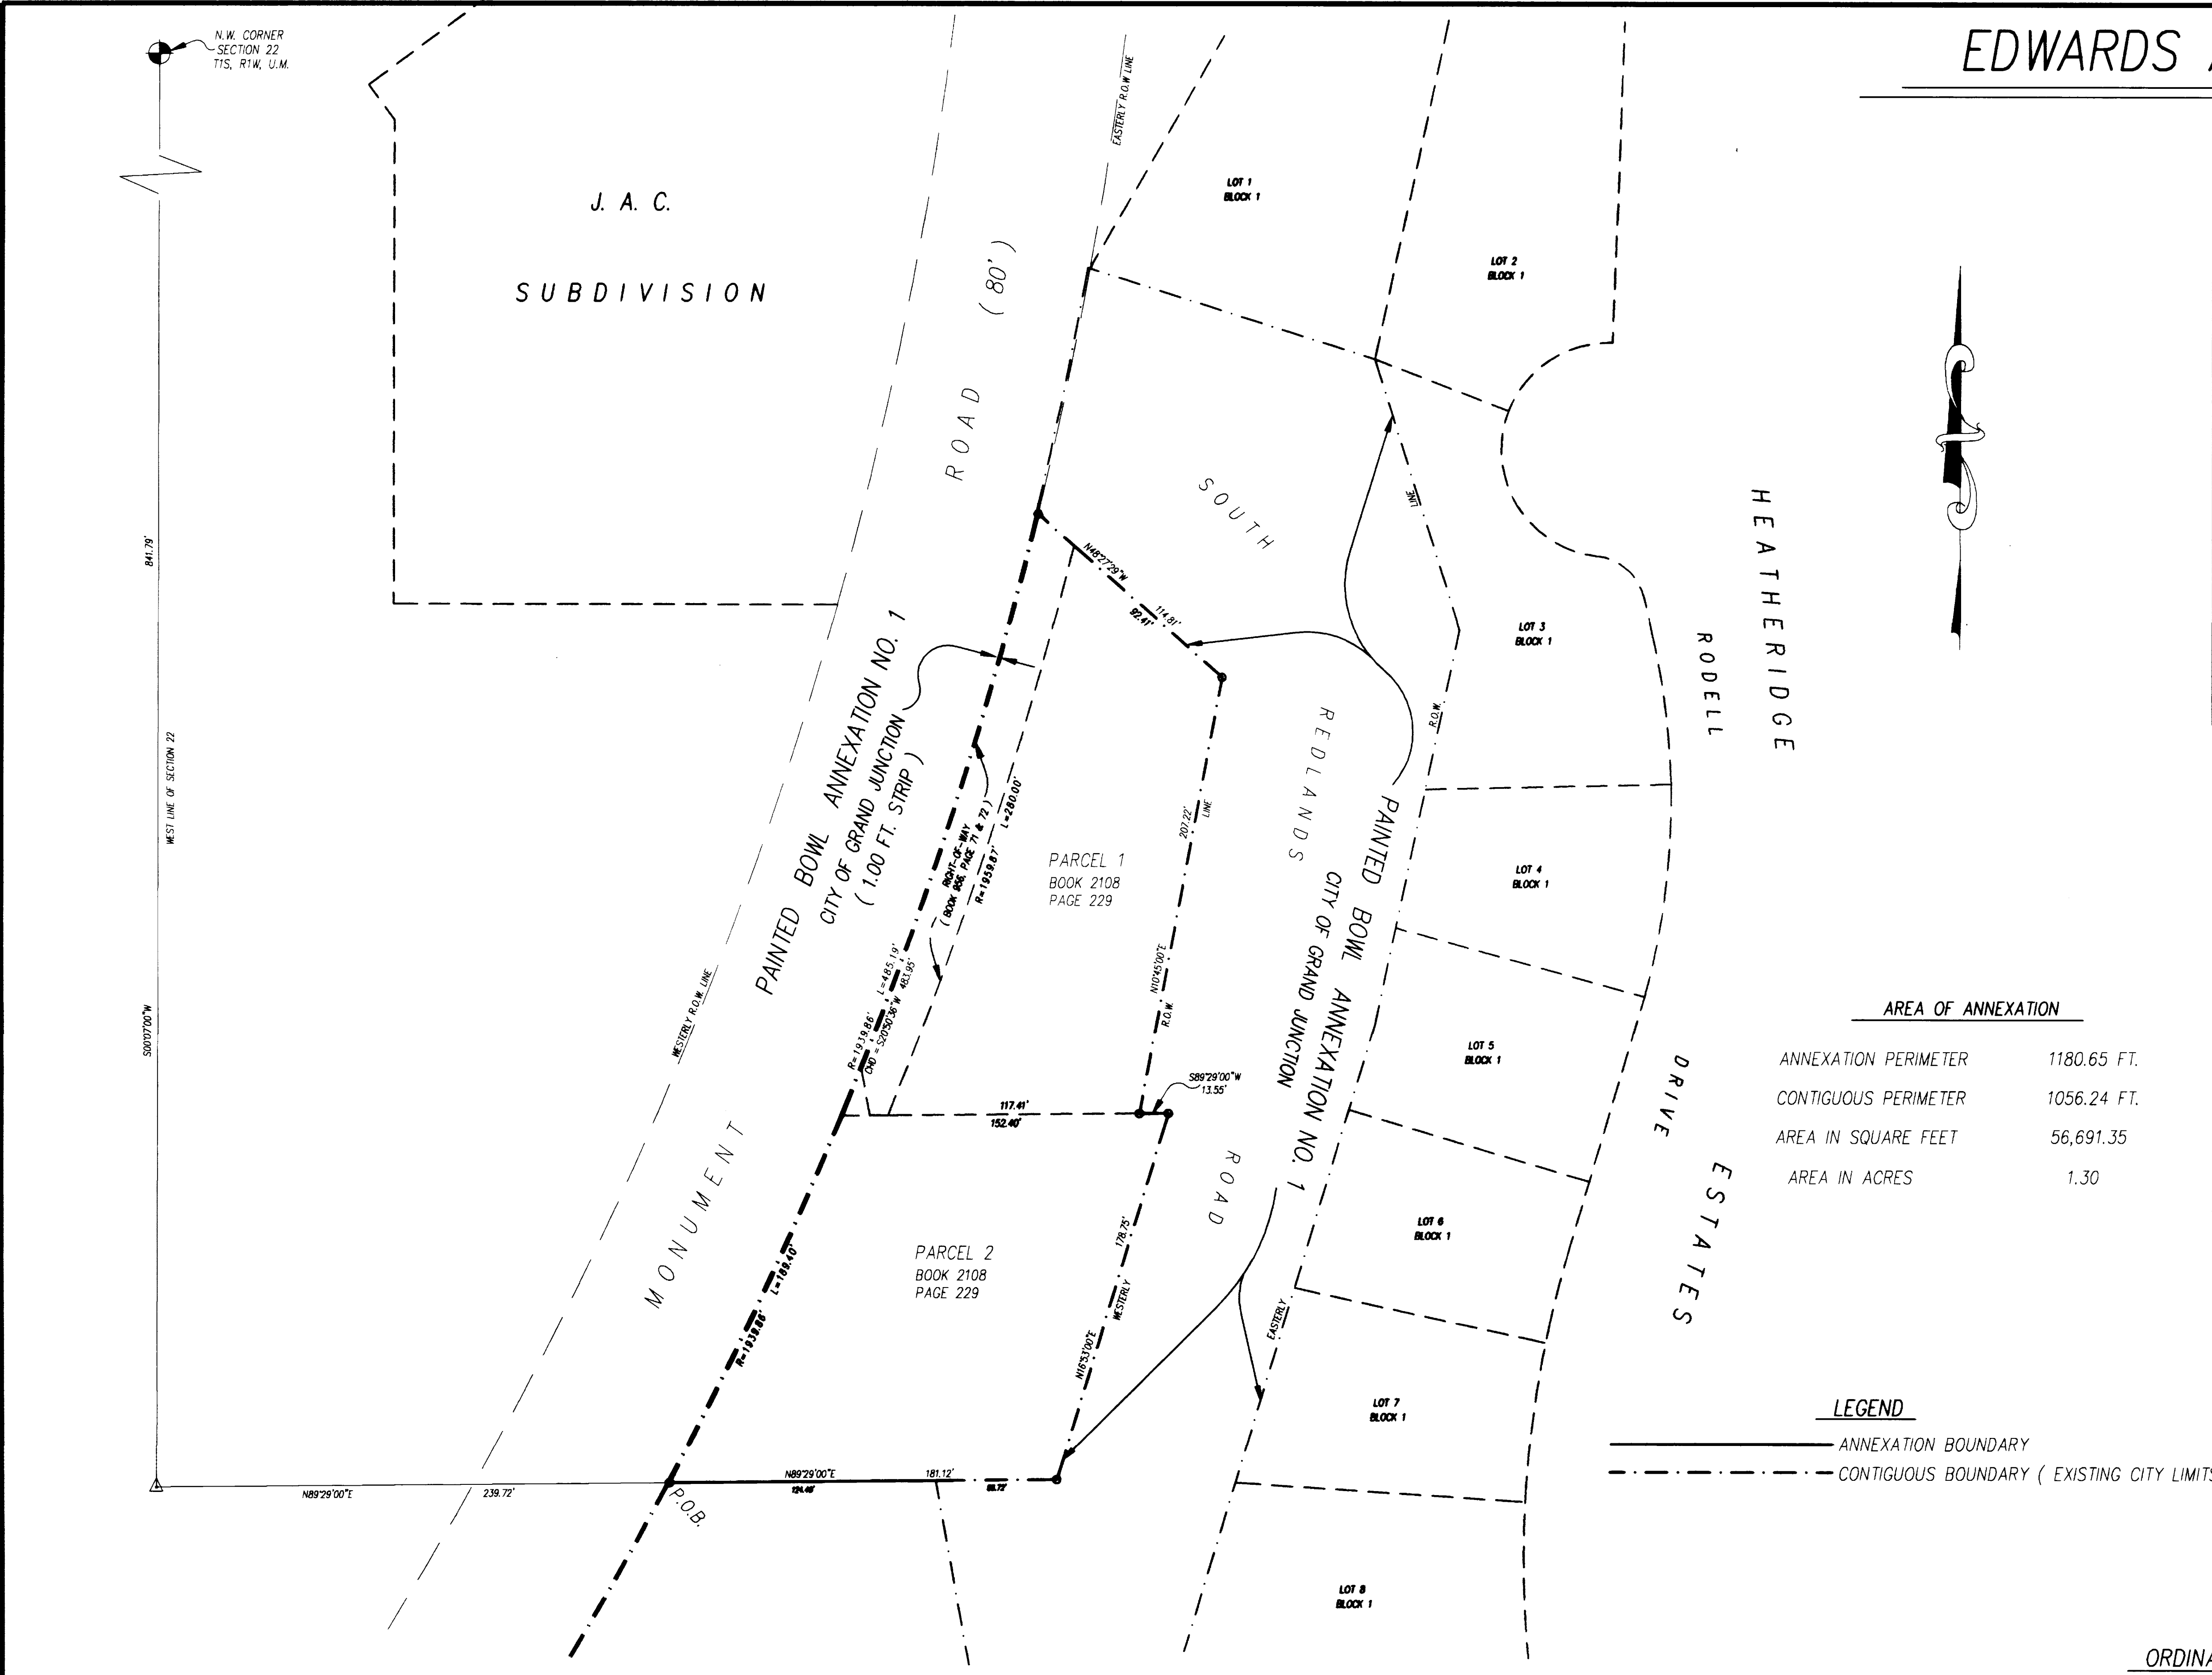 EDWARDS
N.W. CORNER
SECTION 22
T1S, R1W, U.M.
EASTERLY R.O.W LINE
LOT 1
BLOCK 1
J. A. C.
SUBDIVISION
LOT 2
BLOCK 1
ROAD (80')
SOUTH
LINE
HEATHERIDGE
N48°27'29"W
114.81'
92.41'
841.79'
LOT 3
BLOCK 1
RODELL
R.O.W.
PAINTED BOWL ANNEXATION NO. 1
CITY OF GRAND JUNCTION
( 1.00 FT. STRIP )
WEST LINE OF SECTION 22
REDLANDS
207.22'
LINE
RIGHT-OF-WAY
( BOOK 956, PAGE 71 & 72 )
R=1959.87' L=280.00'
PARCEL 1
BOOK 2108
PAGE 229
PAINTED BOWL ANNEXATION NO. 1
CITY OF GRAND JUNCTION
LOT 4
BLOCK 1
N10°45'00"E
R.O.W.
WESTERLY R.O.W. LINE
R=1939.86' L=485.19'
CHD = S20°50'36"W 483.95'
S00°07'00"W
AREA OF ANNEXATION
LOT 5
BLOCK 1
ANNEXATION PERIMETER 1180.65 FT.
CONTIGUOUS PERIMETER 1056.24 FT.
AREA IN SQUARE FEET 56,691.35
AREA IN ACRES 1.30
S89°29'00"W
13.55'
117.41'
152.40'
DRIVE
MONUMENT
ROAD
ESTATES
LOT 6
BLOCK 1
178.75'
WESTERLY
PARCEL 2
BOOK 2108
PAGE 229
R=1939.86' L=189.40'
EASTERLY
N16°53'00"E
LOT 7
BLOCK 1
LEGEND
ANNEXATION BOUNDARY
CONTIGUOUS BOUNDARY ( EXISTING CITY LIMITS
N89°29'00"E 181.12'
N89°29'00"E 239.72'
P.O.B.
LOT 8
BLOCK 1